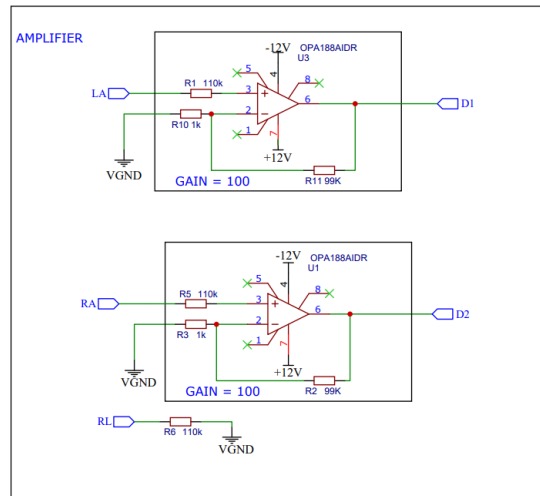 AMPLIFIER
-12V
OPA188AIDR
U3
5
4
8
LA
R1 110k
3
+
6
D1
R10 1k
2
−
1
7
+12V
R11 99K
VGND
GAIN = 100
-12V
OPA188AIDR
U1
5
4
8
RA
R5 110k
3
+
6
D2
R3 1k
2
−
1
7
+12V
R2 99K
VGND
GAIN = 100
RL
R6 110k
VGND